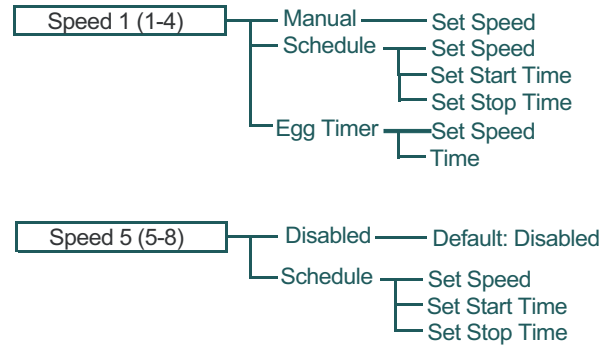 Speed 1 (1-4)
Manual
Set Speed
Schedule
Set Speed
Set Start Time
Set Stop Time
Egg Timer
Set Speed
Time
Speed 5 (5-8)
Disabled
Default: Disabled
Schedule
Set Speed
Set Start Time
Set Stop Time